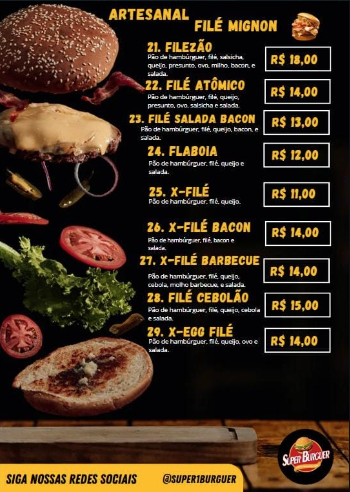 ARTESANAL
FILÉ MIGNON
21. FILEZÃO
Pão de hambúrguer, filé, salsicha,
queijo, presunto, ovo, milho, bacon, e
salada.
R$ 18,00
22. FILÉ ATÔMICO
Pão de hambúrguer, filé, queijo,
presunto, ovo, salsicha e salada.
R$ 14,00
23. FILÉ SALADA BACON
Pão de hambúrguer, filé, queijo, bacon, e
salada.
R$ 13,00
24. FLABOIA
Pão de hambúrguer, filé, queijo e
salada.
R$ 12,00
25. X-FILÉ
Pão de hambúrguer. filé, queijo.
R$ 11,00
26. X-FILÉ BACON
Pão de hambúrguer, filé, bacon e
salada.
R$ 14,00
27. X-FILÉ BARBECUE
Pão de hambúrguer, filé, queijo,
cebola, molho barbecue, e salada.
R$ 14,00
28. FILÉ CEBOLÃO
Pão de hambúrguer, filé, queijo, cebola
e salada.
R$ 15,00
29. X-EGG FILÉ
Pão de hambúrguer, filé, queijo, ovo e
salada.
R$ 14,00
SUPER BURGUER
SIGA NOSSAS REDES SOCIAIS
@SUPER1BURGUER